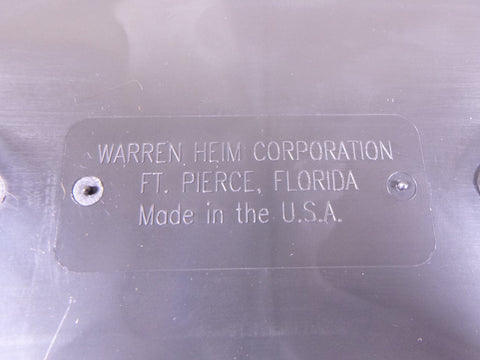 WARREN HEIM CORPORATION
FT. PIERCE, FLORIDA
Made in the U.S.A.